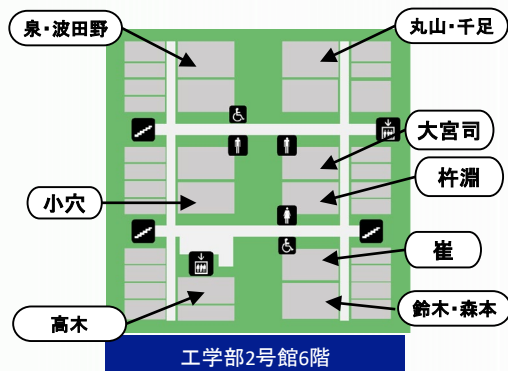 泉・波田野
丸山・千足
大宮司
杵淵
小穴
崔
高木
鈴木・森本
工学部2号館6階